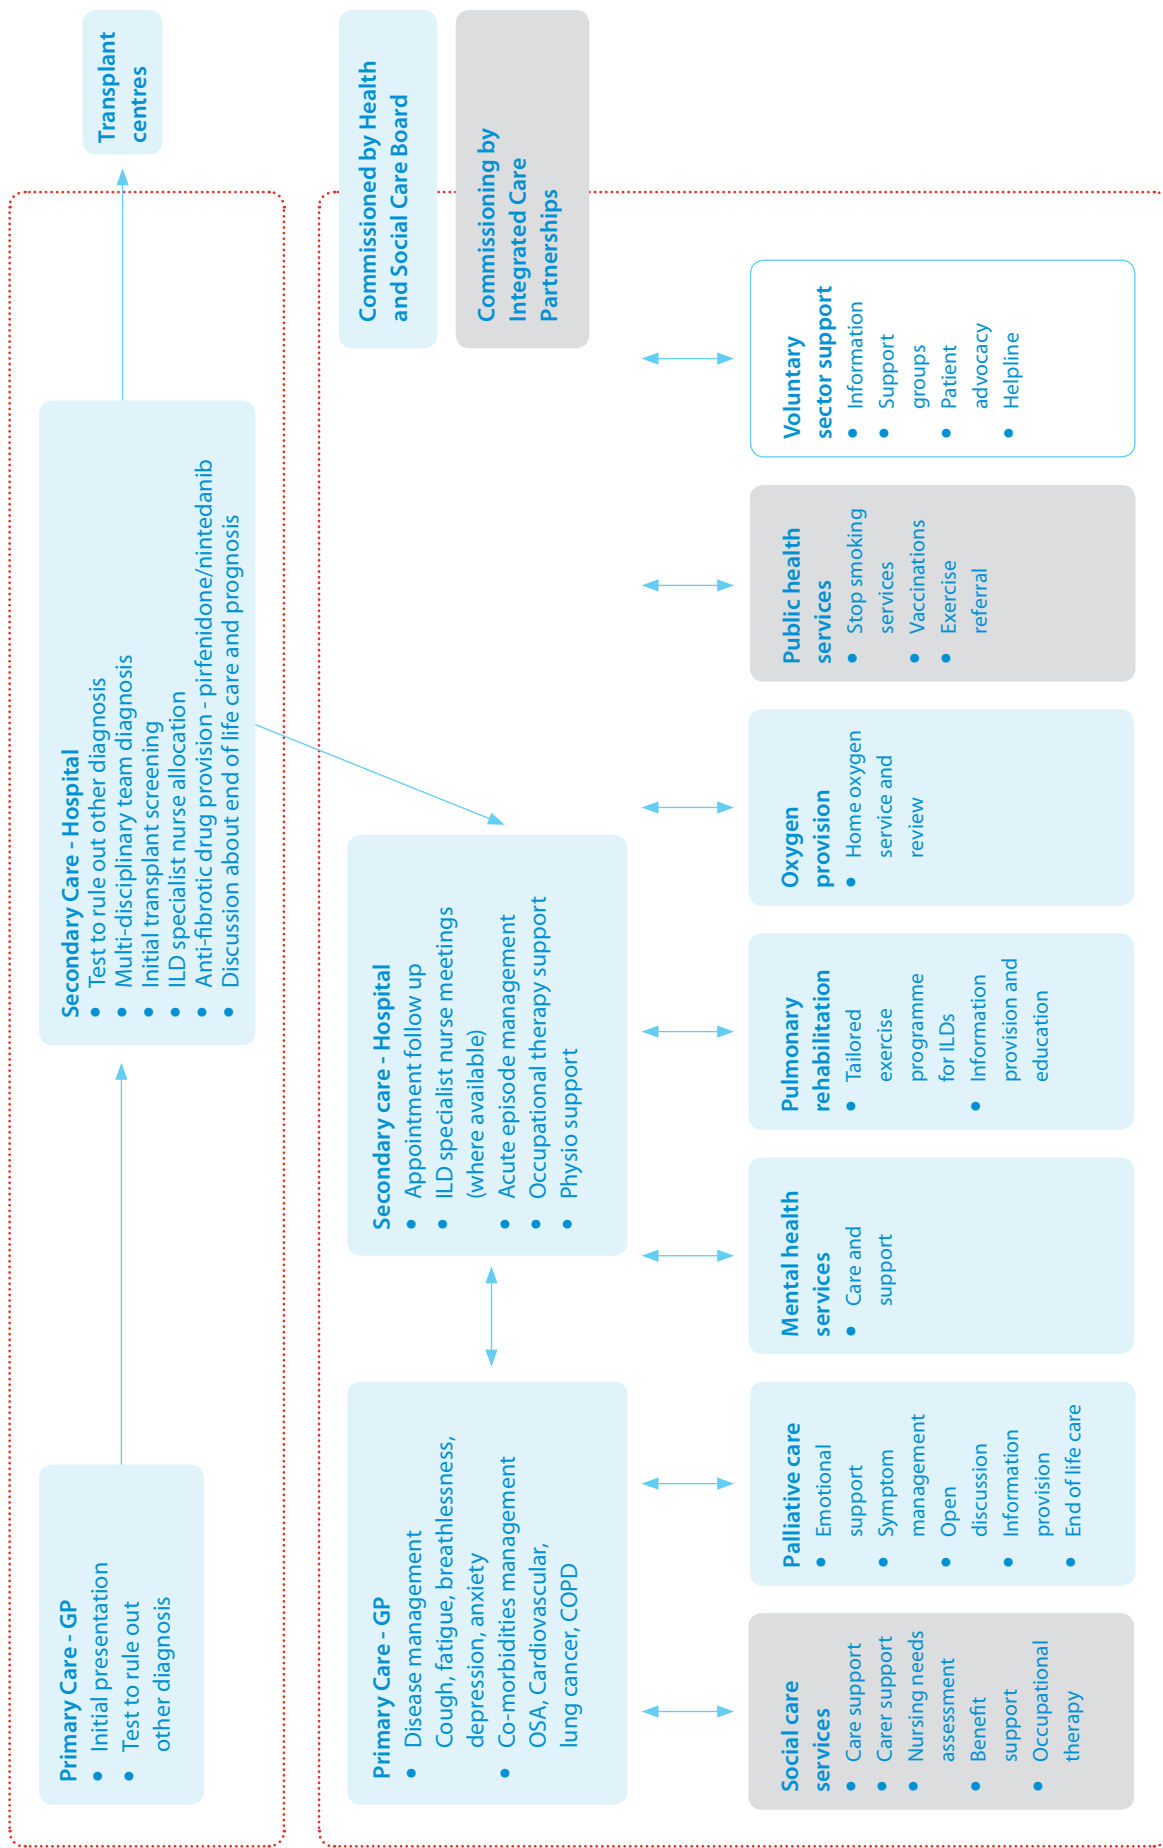 Primary Care - GP
• Initial presentation
• Test to rule out
other diagnosis
Secondary Care - Hospital
• Test to rule out other diagnosis
• Multi-disciplinary team diagnosis
• Initial transplant screening
• ILD specialist nurse allocation
• Anti-fibrotic drug provision - pirfenidone/nintedanib
• Discussion about end of life care and prognosis
Transplant
centres
Primary Care - GP
• Disease management
Cough, fatigue, breathlessness,
depression, anxiety
• Co-morbidities management
OSA, Cardiovascular,
lung cancer, COPD
Secondary care - Hospital
• Appointment follow up
• ILD specialist nurse meetings
(where available)
• Acute episode management
• Occupational therapy support
• Physio support
Commissioned by Health
and Social Care Board
Commissioning by
Integrated Care
Partnerships
Social care
services
• Care support
• Carer support
• Nursing needs
assessment
• Benefit
support
• Occupational
therapy
Palliative care
• Emotional
support
• Symptom
management
• Open
discussion
• Information
provision
• End of life care
Mental health
services
• Care and
support
Pulmonary
rehabilitation
• Tailored
exercise
programme
for ILDs
• Information
provision and
education
Oxygen
provision
• Home oxygen
service and
review
Public health
services
• Stop smoking
services
• Vaccinations
• Exercise
referral
Voluntary
sector support
• Information
• Support
groups
• Patient
advocacy
• Helpline